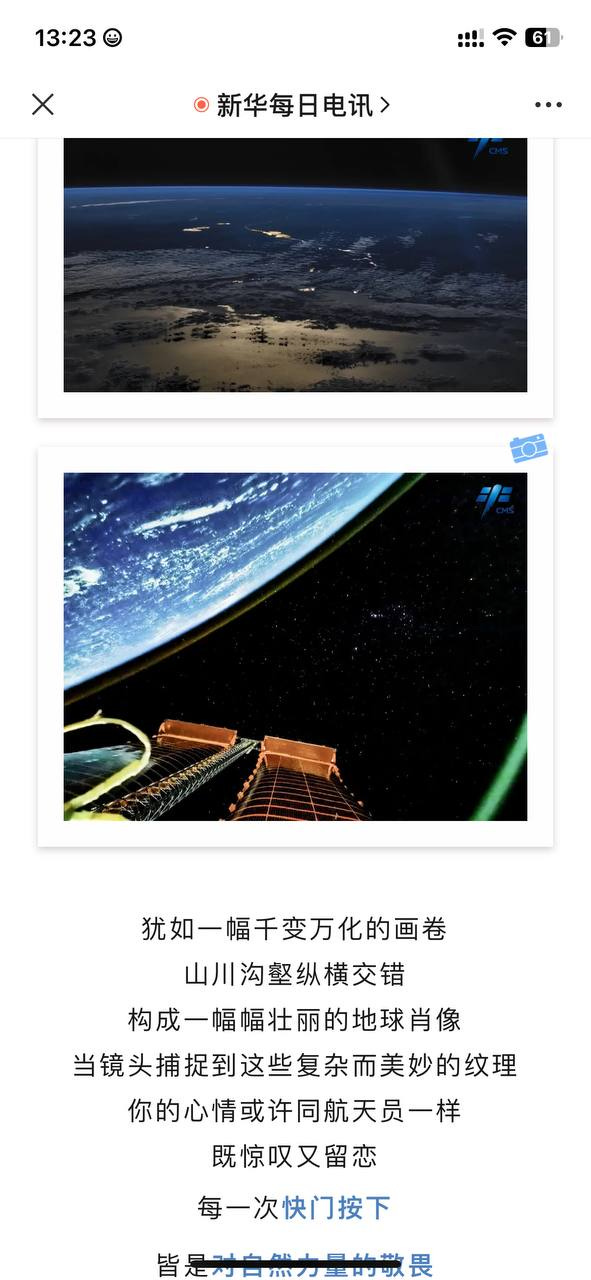 13:23
61
新华每日电讯
CMS
CMS
犹如一幅千变万化的画卷
山川沟壑纵横交错
构成一幅幅壮丽的地球肖像
当镜头捕捉到这些复杂而美妙的纹理
你的心情或许同航天员一样
既惊叹又留恋
每一次快门按下
皆是对自然力量的敬畏